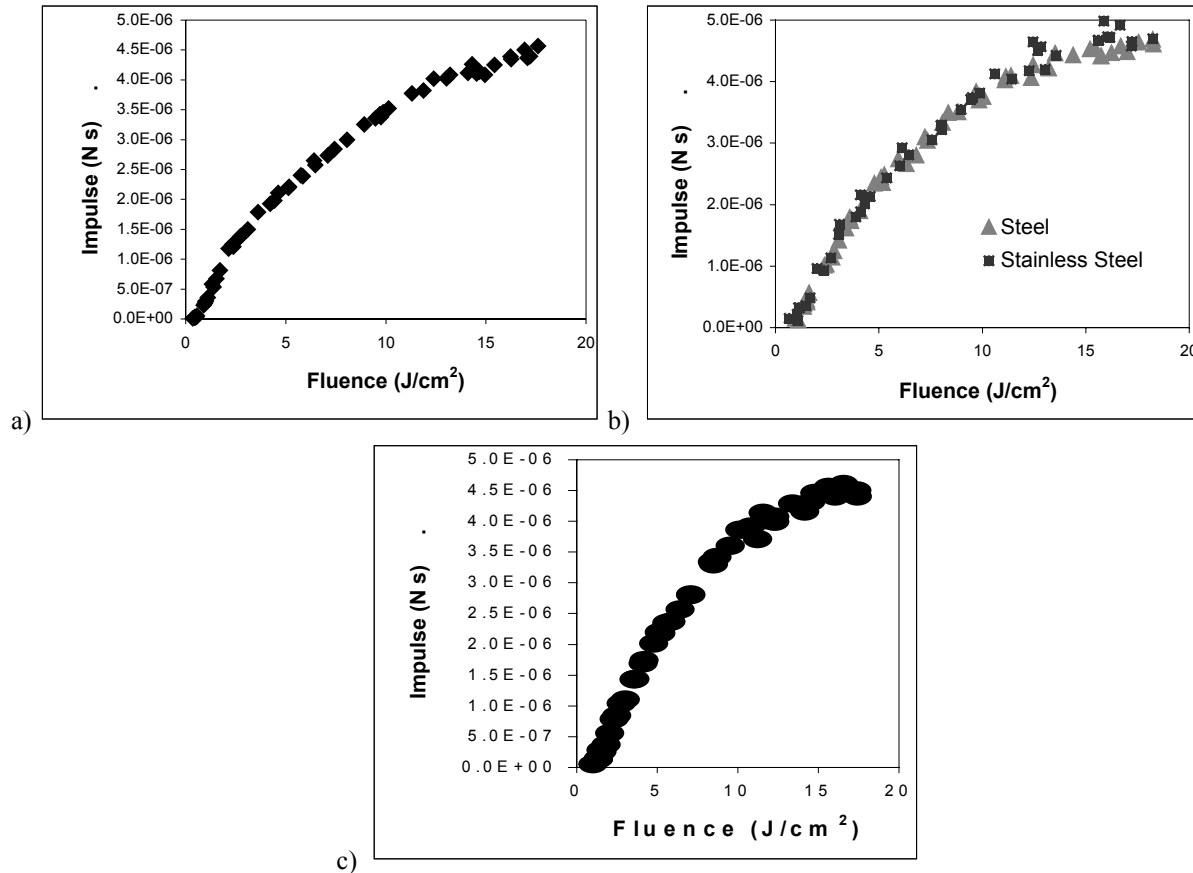 5.0E-06
4.5E-06
4.0E-06
3.5E-06
3.0E-06
2.5E-06
2.0E-06
1.5E-06
1.0E-06
5.0E-07
0.0E+00
Impulse (N s) .
0 5 10 15 20
Fluence (J/cm²)
a)
5.0E-06
4.0E-06
3.0E-06
2.0E-06
1.0E-06
0.0E+00
Impulse (N s) .
Steel
Stainless Steel
0 5 10 15 20
Fluence (J/cm²)
b)
5.0E-06
4.5E-06
4.0E-06
3.5E-06
3.0E-06
2.5E-06
2.0E-06
1.5E-06
1.0E-06
5.0E-07
0.0E+00
Impulse (N s) .
0 5 10 15 20
Fluence (J/cm²)
c)